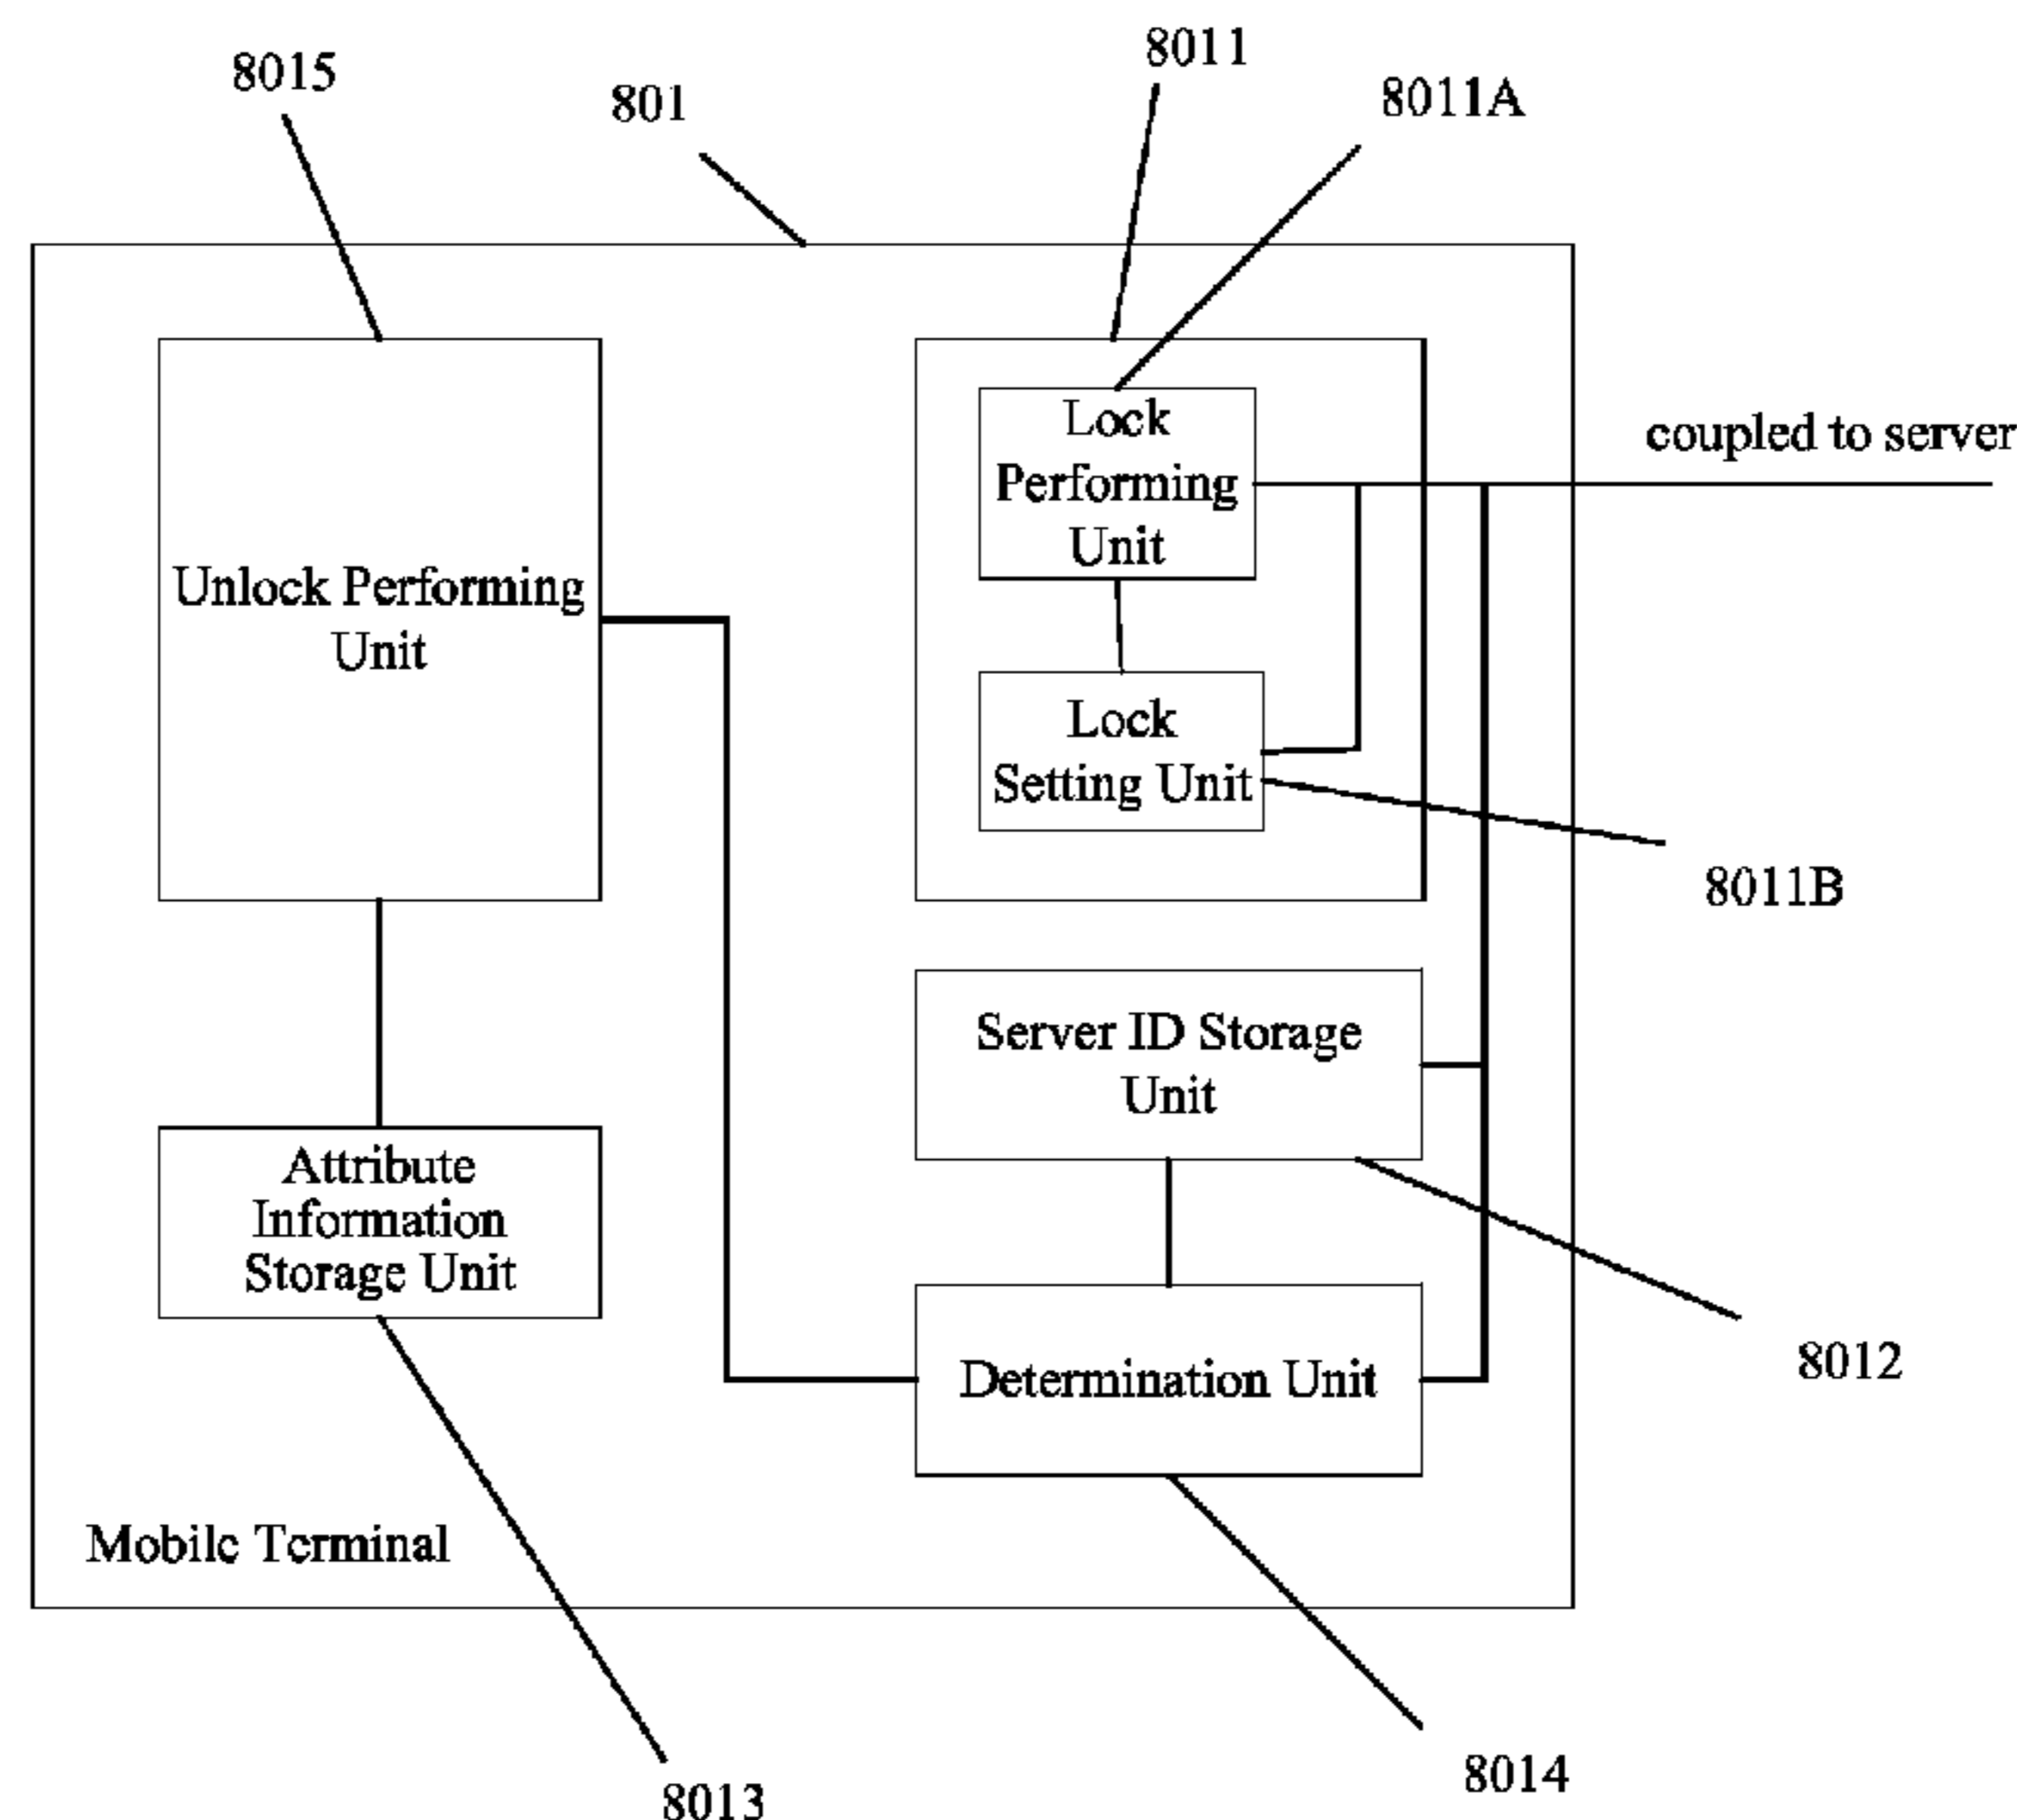 8015
801
8011
8011A
Lock
Performing
Unit
coupled to server
Unlock Performing
Unit
Lock
Setting Unit
8011B
Server ID Storage
Unit
Attribute
Information
Storage Unit
Determination Unit
8012
Mobile Terminal
8013
8014